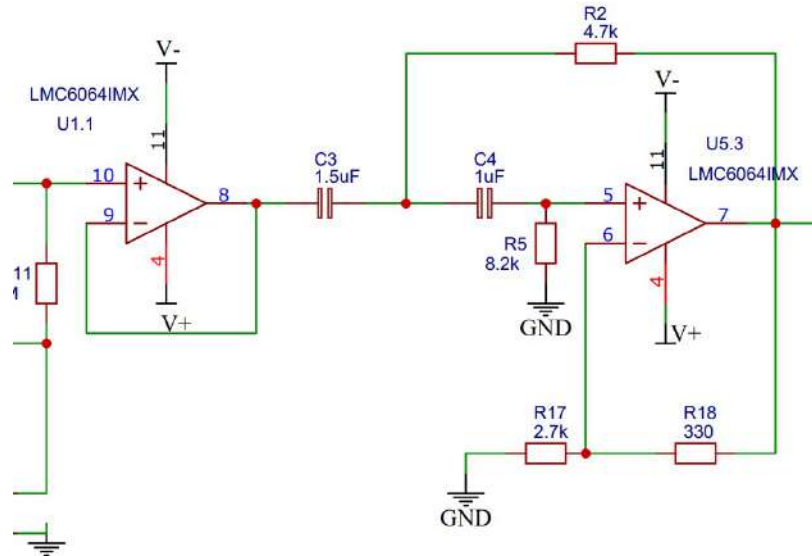 R2
4.7k
V-
LMC6064IMX
U1.1
11
10
+
9
-
8
4
V+
C3
1.5uF
C4
1uF
R5
8.2k
GND
V-
11
U5.3
LMC6064IMX
5
+
6
-
7
4
V+
11
M
R17
2.7k
R18
330
GND